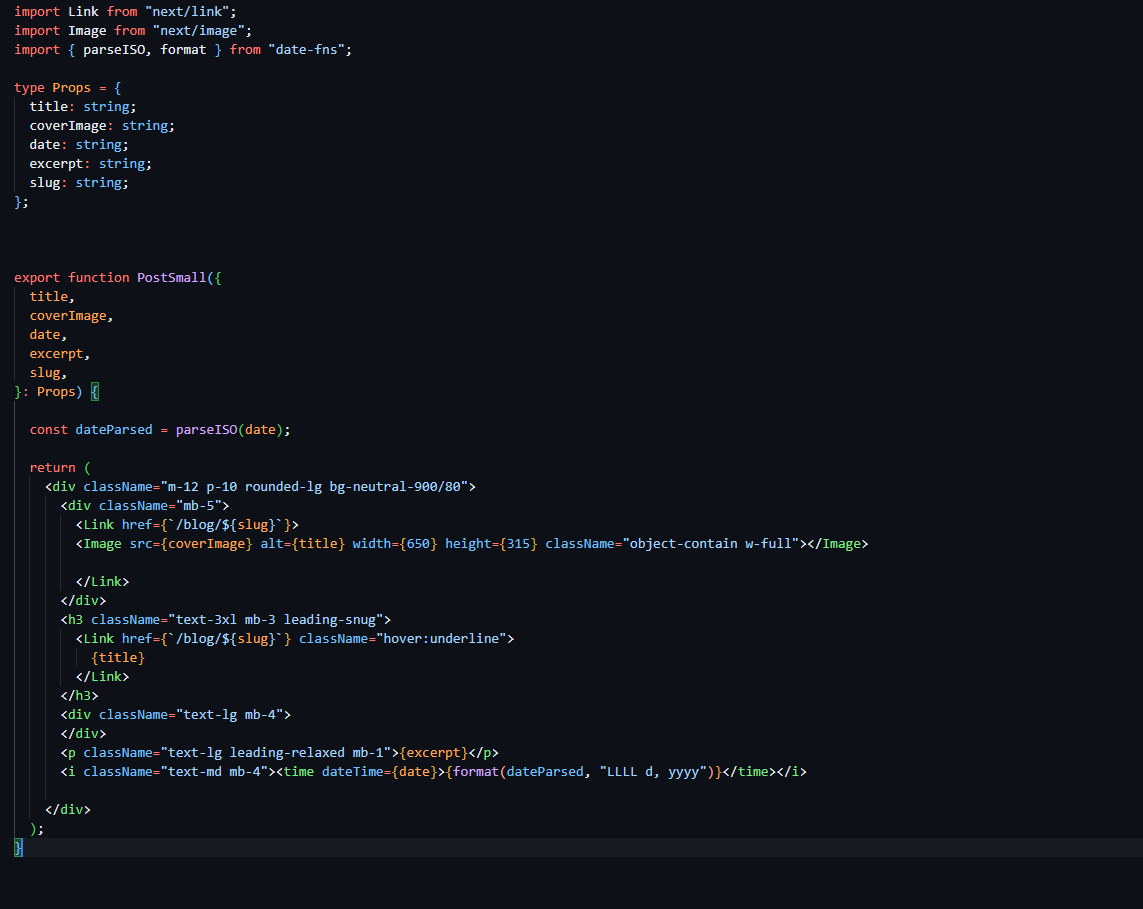 import Link from "next/link";
import Image from "next/image";
import { parseISO, format } from "date-fns";

type Props = {
  title: string;
  coverImage: string;
  date: string;
  excerpt: string;
  slug: string;
};

export function PostSmall({
  title,
  coverImage,
  date,
  excerpt,
  slug,
}: Props) {

  const dateParsed = parseISO(date);

  return (
    <div className="m-12 p-10 rounded-lg bg-neutral-900/80">
      <div className="mb-5">
        <Link href={`/blog/${slug}`}>
        <Image src={coverImage} alt={title} width={650} height={315} className="object-contain w-full"></Image>

        </Link>
      </div>
      <h3 className="text-3xl mb-3 leading-snug">
        <Link href={`/blog/${slug}`} className="hover:underline">
          {title}
        </Link>
      </h3>
      <div className="text-lg mb-4">
      </div>
      <p className="text-lg leading-relaxed mb-1">{excerpt}</p>
      <i className="text-md mb-4"><time dateTime={date}>{format(dateParsed, "LLLL d, yyyy")}</time></i>

    </div>
  );
}